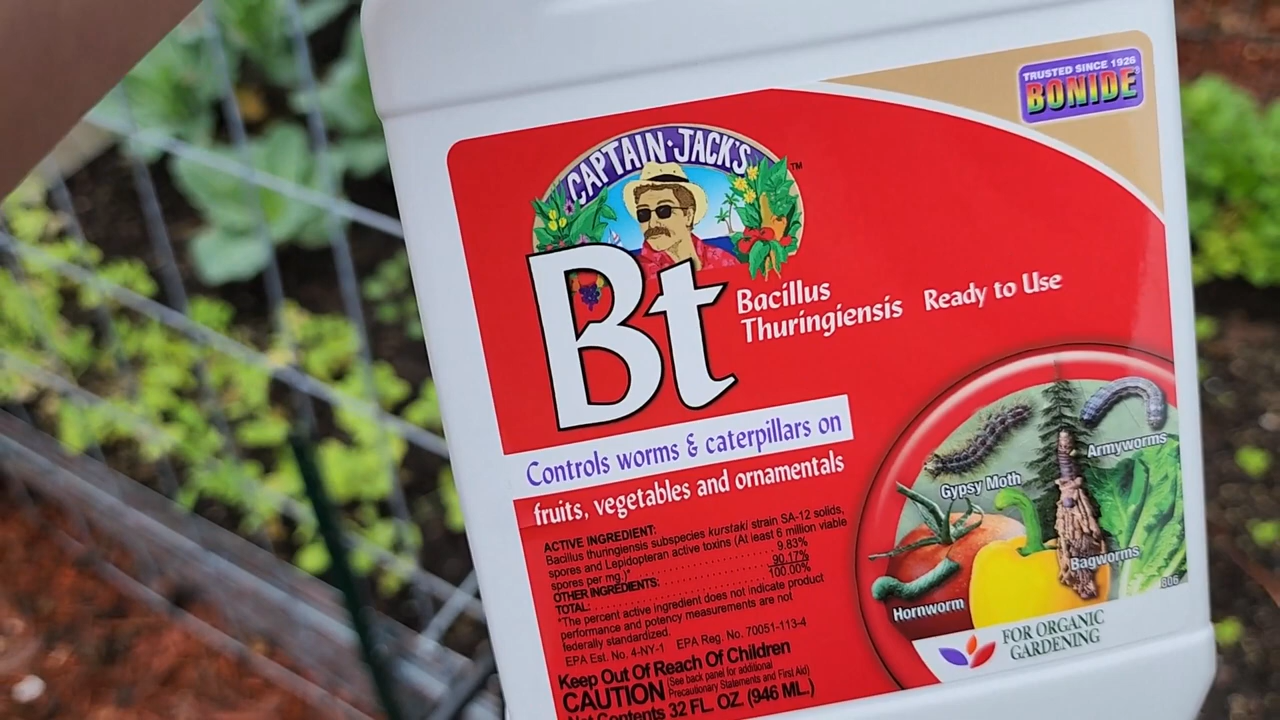 TRUSTED SINCE 1926
BONIDE®
CAPTAIN·JACK'S™
Bt
Bacillus
Thuringiensis
Ready to Use
Controls worms & caterpillars on
fruits, vegetables and ornamentals
ACTIVE INGREDIENT:
Bacillus thuringiensis subspecies kurstaki strain SA-12 solids,
spores and Lepidopteran active toxins (At least 6 million viable
spores per mg.)* . . . . . . . . . . . . . . . . . . . . . . 9.83%
OTHER INGREDIENTS: . . . . . . . . . . . . . . . . 90.17%
TOTAL: . . . . . . . . . . . . . . . . . . . . . . . . . 100.00%
*The percent active ingredient does not indicate product
performance and potency measurements are not
federally standardized.
EPA Est. No. 4-NY-1 EPA Reg. No. 70051-113-4
Keep Out Of Reach Of Children
CAUTION (See back panel for additional
Precautionary Statements and First Aid)
Net Contents 32 FL. OZ. (946 ML.)
Armyworms
Gypsy Moth
Bagworms
Hornworm
806
FOR ORGANIC
GARDENING